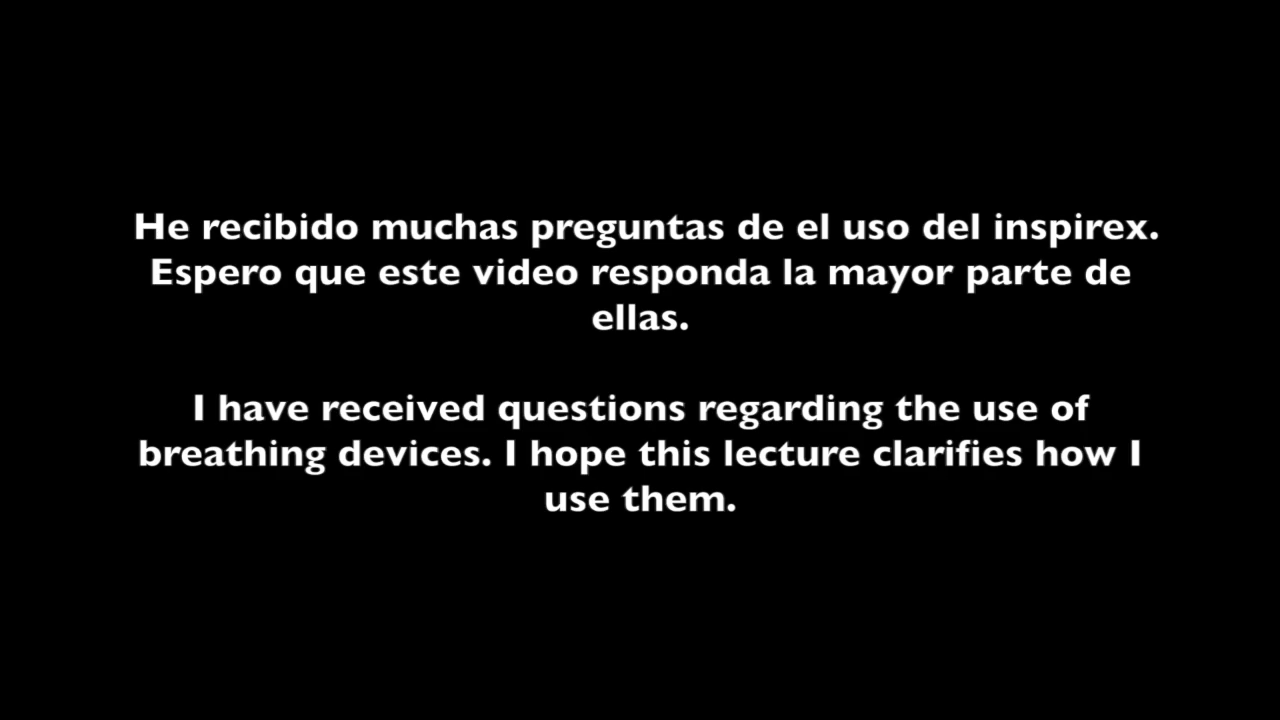 He recibido muchas preguntas de el uso del inspirex.
Espero que este video responda la mayor parte de
ellas.
I have received questions regarding the use of
breathing devices. I hope this lecture clarifies how I
use them.